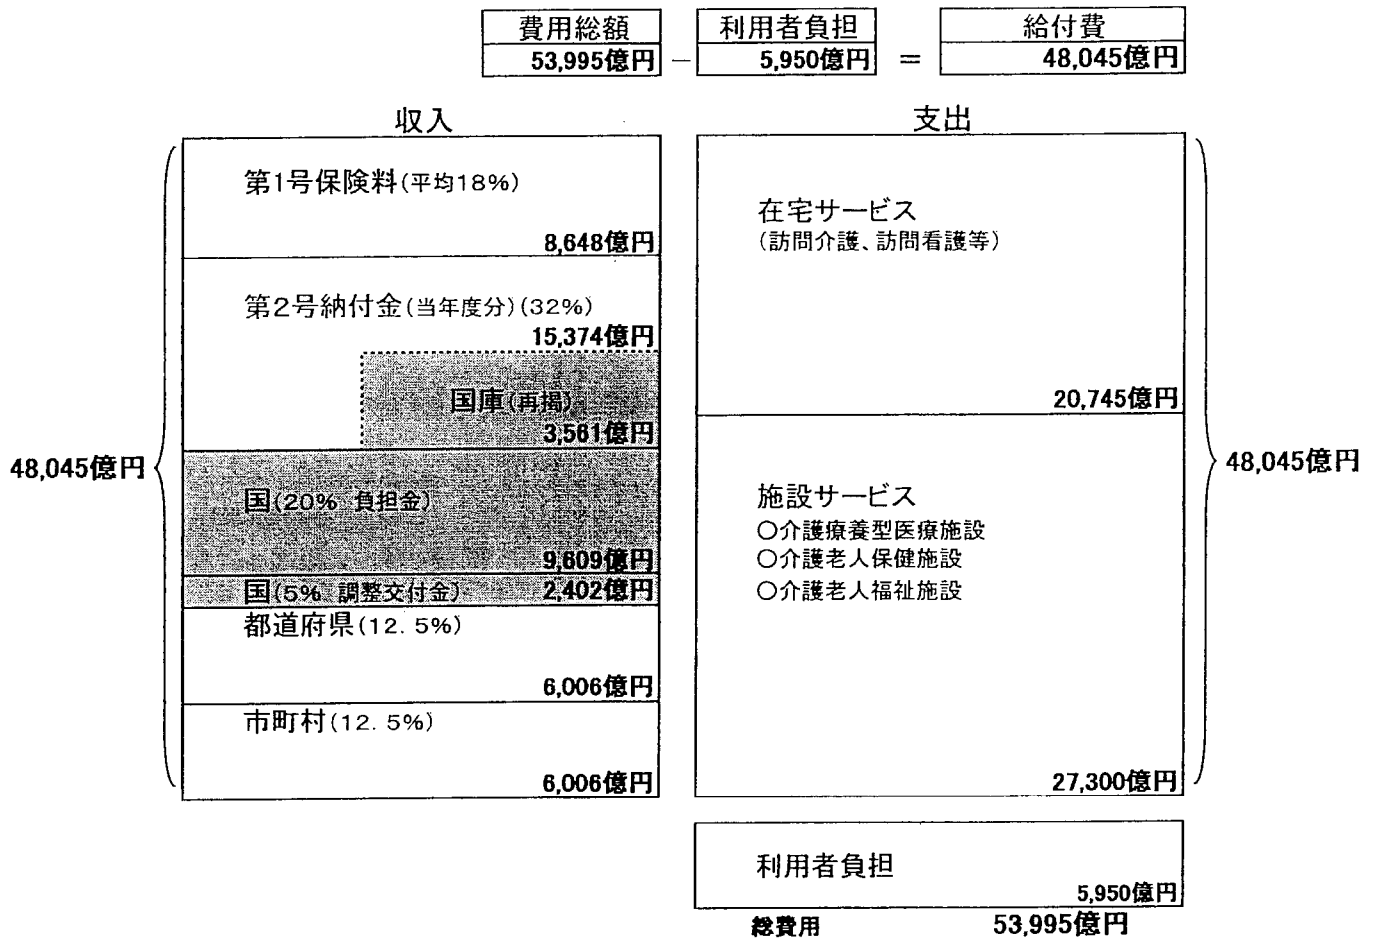 費用総額 利用者負担 給付費
53,995億円 － 5,950億円 ＝ 48,045億円
収入
第1号保険料(平均18%)
8,648億円
第2号納付金(当年度分)(32%)
15,374億円
国庫(再掲)
3,561億円
48,045億円
国(20% 負担金)
9,609億円
国(5% 調整交付金) 2,402億円
都道府県(12.5%)
6,006億円
市町村(12.5%)
6,006億円
支出
在宅サービス
(訪問介護、訪問看護等)
20,745億円
48,045億円
施設サービス
○介護療養型医療施設
○介護老人保健施設
○介護老人福祉施設
27,300億円
利用者負担
5,950億円
総費用 53,995億円